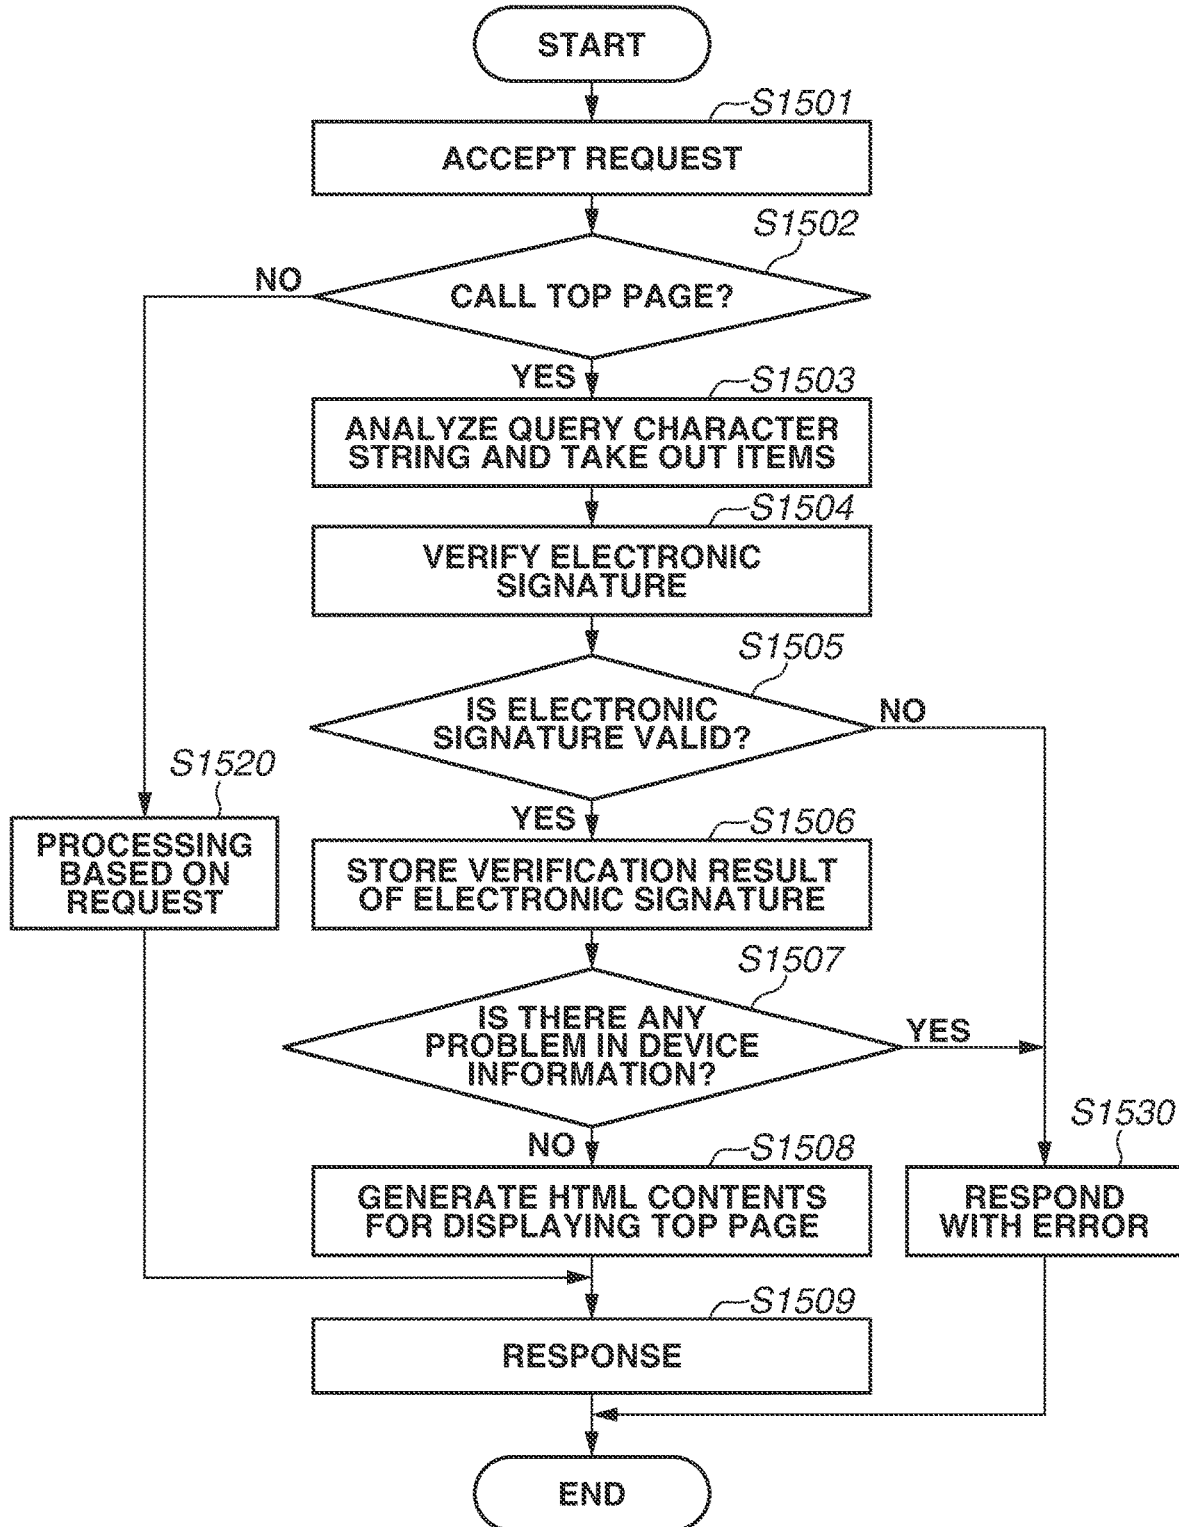 START
S1501
ACCEPT REQUEST
S1502
NO
CALL TOP PAGE?
YES
S1503
ANALYZE QUERY CHARACTER
STRING AND TAKE OUT ITEMS
S1504
VERIFY ELECTRONIC
SIGNATURE
S1505
IS ELECTRONIC
SIGNATURE VALID?
NO
S1520
YES
S1506
PROCESSING
BASED ON
REQUEST
STORE VERIFICATION RESULT
OF ELECTRONIC SIGNATURE
S1507
IS THERE ANY
PROBLEM IN DEVICE
INFORMATION?
YES
S1530
NO
S1508
GENERATE HTML CONTENTS
FOR DISPLAYING TOP PAGE
RESPOND
WITH ERROR
S1509
RESPONSE
END